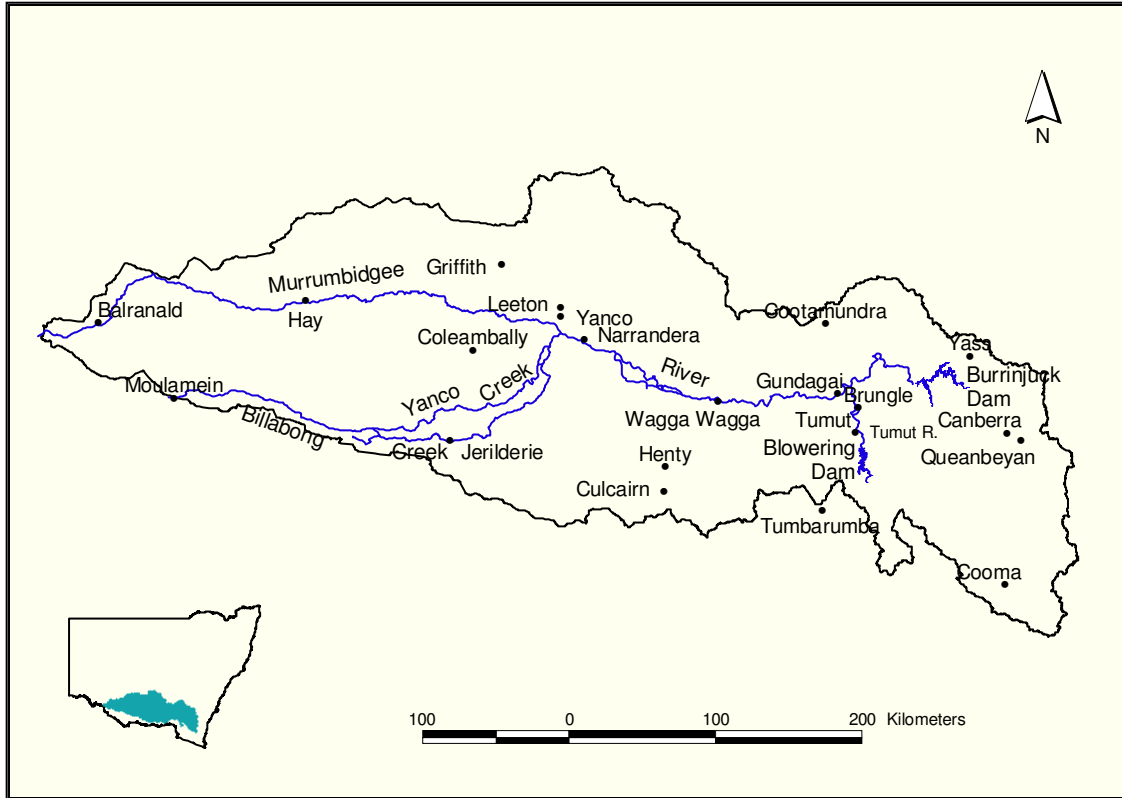 N
Griffith
Murrumbidgee
Leeton
Balranald
Hay
Yanco
Cootamundra
Coleambally
Narrandera
Yass
River
Burrinjuck
Dam
Moulamein
Yanco Creek
Gundagai
Brungle
Billabong
Creek
Wagga Wagga
Tumut
Tumut R.
Canberra
Jerilderie
Henty
Blowering
Dam
Queanbeyan
Culcairn
Tumbarumba
Cooma
100 0 100 200 Kilometers